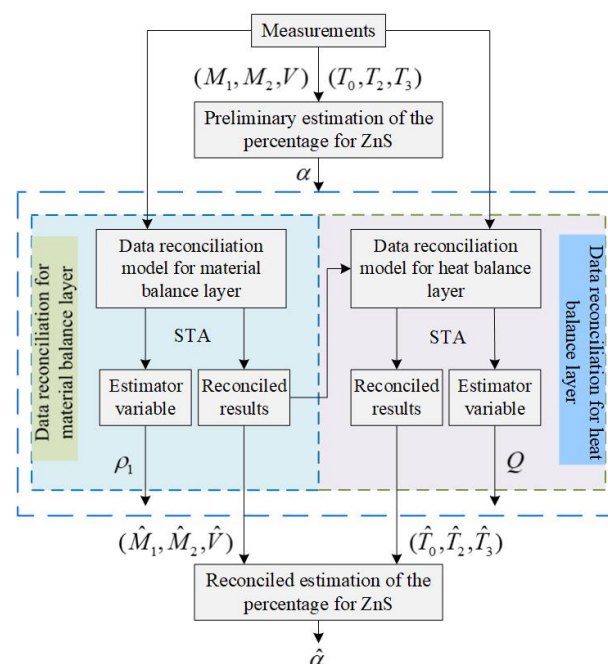 Measurements
(M₁, M₂, V) (T₀, T₂, T₃)
Preliminary estimation of the
percentage for ZnS
α
Data reconciliation for
material balance layer
Data reconciliation
model for material
balance layer
STA
Estimator
variable
Reconciled
results
ρ₁
Data reconciliation
model for heat balance
layer
STA
Reconciled
results
Estimator
variable
Q
Data reconciliation for heat
balance layer
(M̂₁, M̂₂, V̂) (T̂₀, T̂₂, T̂₃)
Reconciled estimation of the
percentage for ZnS
α̂